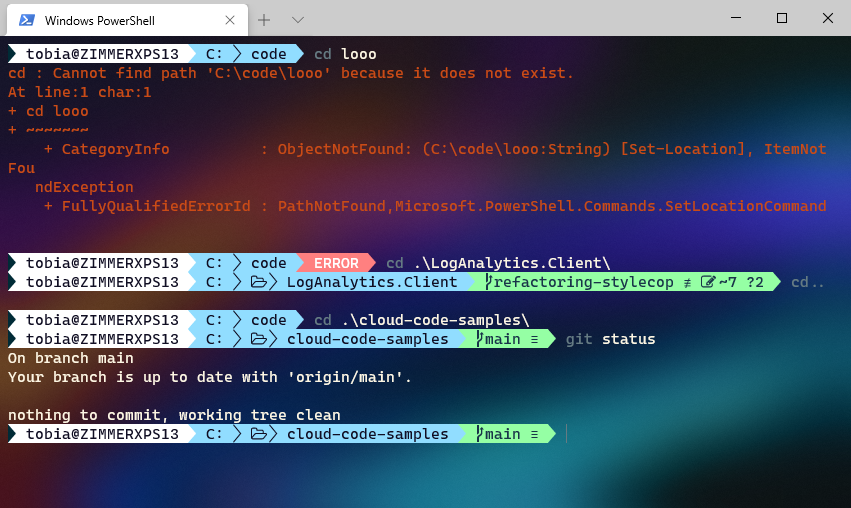 Windows PowerShell
tobia@ZIMMERXPS13 C: code cd looo
cd : Cannot find path 'C:\code\looo' because it does not exist.
At line:1 char:1
+ cd looo
+ ~~~~~~~
+ CategoryInfo : ObjectNotFound: (C:\code\looo:String) [Set-Location], ItemNot
Fou
ndException
+ FullyQualifiedErrorId : PathNotFound,Microsoft.PowerShell.Commands.SetLocationCommand
tobia@ZIMMERXPS13 C: code ERROR cd .\LogAnalytics.Client\
tobia@ZIMMERXPS13 C: LogAnalytics.Client refactoring-stylecop ≢ ~7 ?2 cd..
tobia@ZIMMERXPS13 C: code cd .\cloud-code-samples\
tobia@ZIMMERXPS13 C: cloud-code-samples main ≡ git status
On branch main
Your branch is up to date with 'origin/main'.
nothing to commit, working tree clean
tobia@ZIMMERXPS13 C: cloud-code-samples main ≡